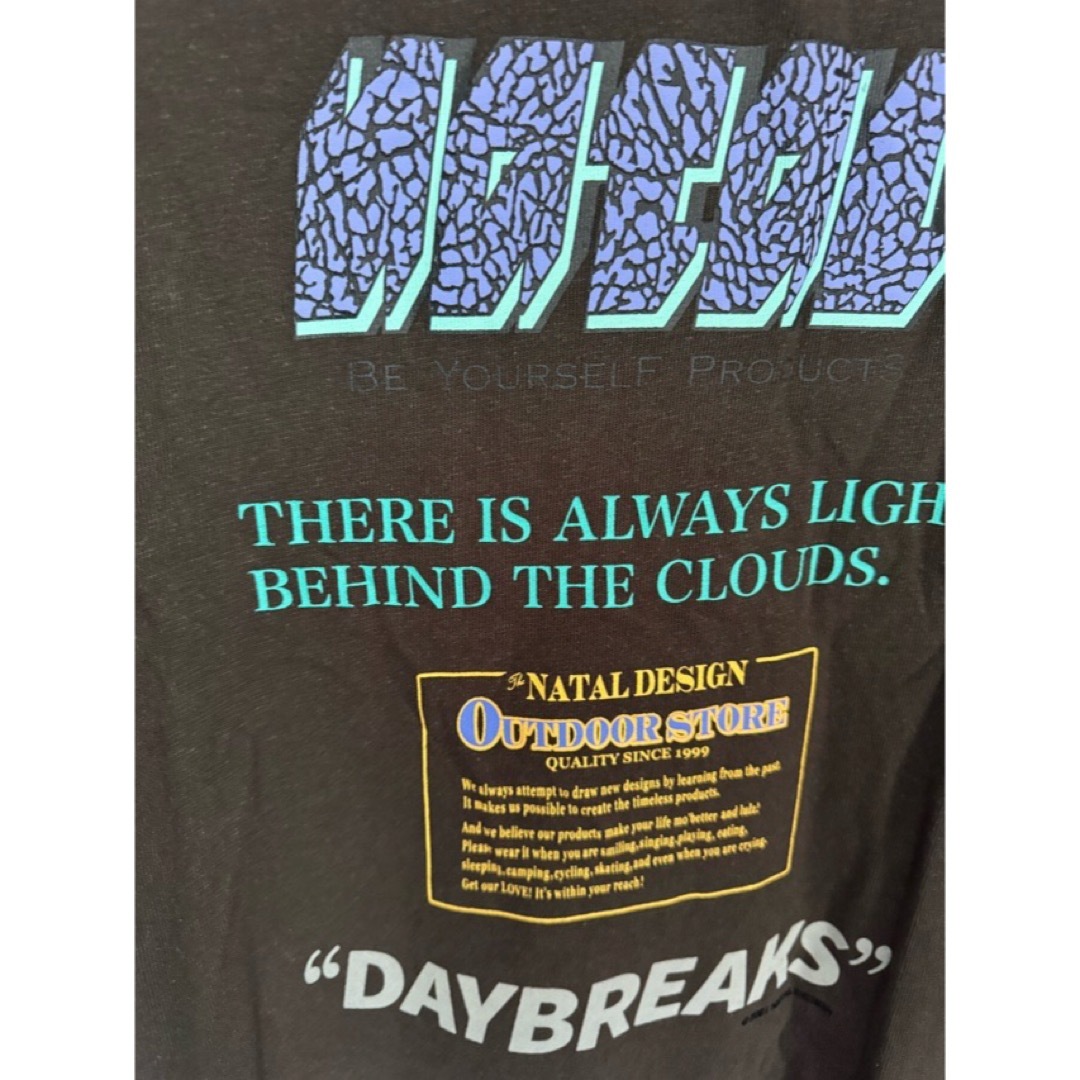 NATAL
BE YOURSELF PRODUCTS
THERE IS ALWAYS LIGH
BEHIND THE CLOUDS.
The NATAL DESIGN
OUTDOOR STORE
QUALITY SINCE 1999
We always attempt to draw new designs by learning from the past.
It makes us possible to create the timeless products.
And we believe our products make your life mo'better and lula!
Please wear it when you are smiling,singing,playing, eating,
sleeping,camping,cycling,skating,and even when you are crying.
Get our LOVE! It's within your reach!
“DAYBREAKS”